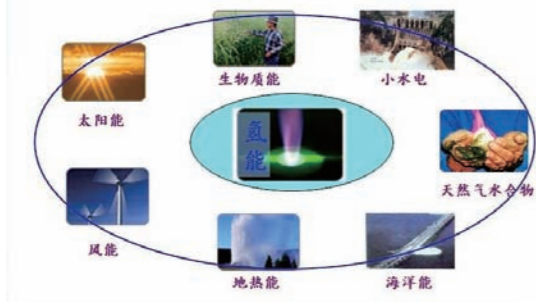 生物质能
小水电
太阳能
氢能
天然气水合物
风能
地热能
海洋能